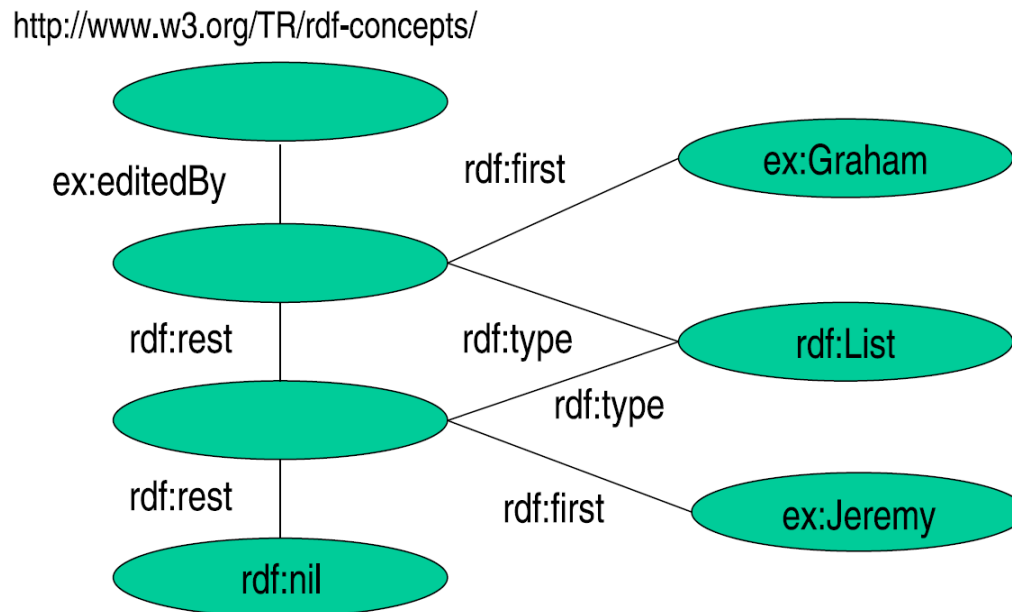 http://www.w3.org/TR/rdf-concepts/
ex:editedBy
rdf:first
ex:Graham
rdf:rest
rdf:type
rdf:List
rdf:type
rdf:rest
rdf:first
ex:Jeremy
rdf:nil